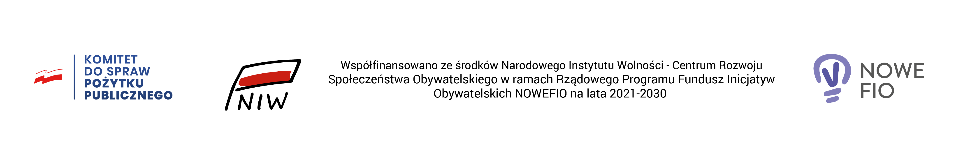 KOMITET
DO SPRAW
POŻYTKU
PUBLICZNEGO
NIW
Współfinansowano ze środków Narodowego Instytutu Wolności - Centrum Rozwoju
Społeczeństwa Obywatelskiego w ramach Rządowego Programu Fundusz Inicjatyw
Obywatelskich NOWEFIO na lata 2021-2030
NOWE
FIO